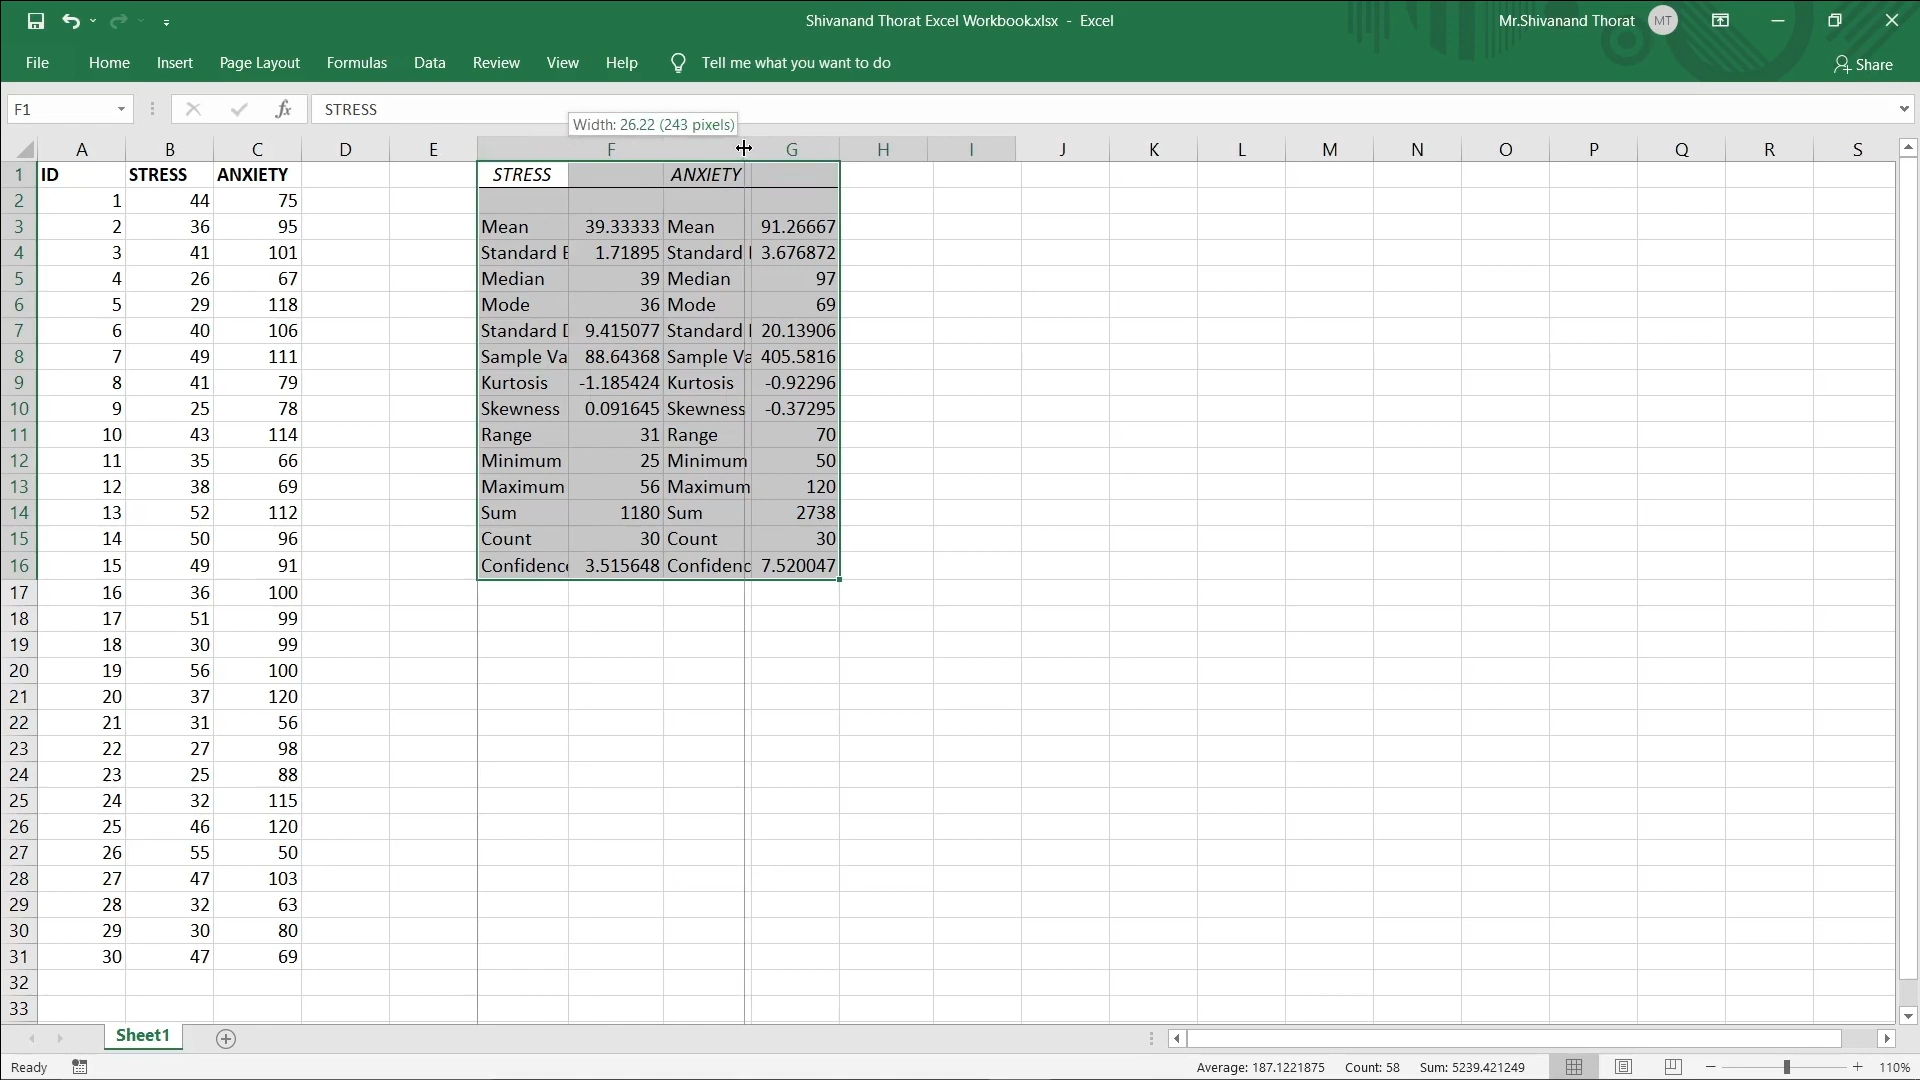 Shivanand Thorat Excel Workbook.xlsx - Excel
Mr.Shivanand Thorat MT
File Home Insert Page Layout Formulas Data Review View Help Tell me what you want to do Share
F1 fx STRESS
Width: 26.22 (243 pixels)
A B C D E F G H I J K L M N O P Q R S
1 ID STRESS ANXIETY STRESS ANXIETY
2 1 44 75
3 2 36 95 Mean 39.33333 Mean 91.26667
4 3 41 101 Standard E 1.71895 Standard 3.676872
5 4 26 67 Median 39 Median 97
6 5 29 118 Mode 36 Mode 69
7 6 40 106 Standard D 9.415077 Standard 20.13906
8 7 49 111 Sample Va 88.64368 Sample Va 405.5816
9 8 41 79 Kurtosis -1.185424 Kurtosis -0.92296
10 9 25 78 Skewness 0.091645 Skewness -0.37295
11 10 43 114 Range 31 Range 70
12 11 35 66 Minimum 25 Minimum 50
13 12 38 69 Maximum 56 Maximum 120
14 13 52 112 Sum 1180 Sum 2738
15 14 50 96 Count 30 Count 30
16 15 49 91 Confidence 3.515648 Confidenc 7.520047
17 16 36 100
18 17 51 99
19 18 30 99
20 19 56 100
21 20 37 120
22 21 31 56
23 22 27 98
24 23 25 88
25 24 32 115
26 25 46 120
27 26 55 50
28 27 47 103
29 28 32 63
30 29 30 80
31 30 47 69
32
33
Sheet1
Ready Average: 187.1221875 Count: 58 Sum: 5239.421249 110%